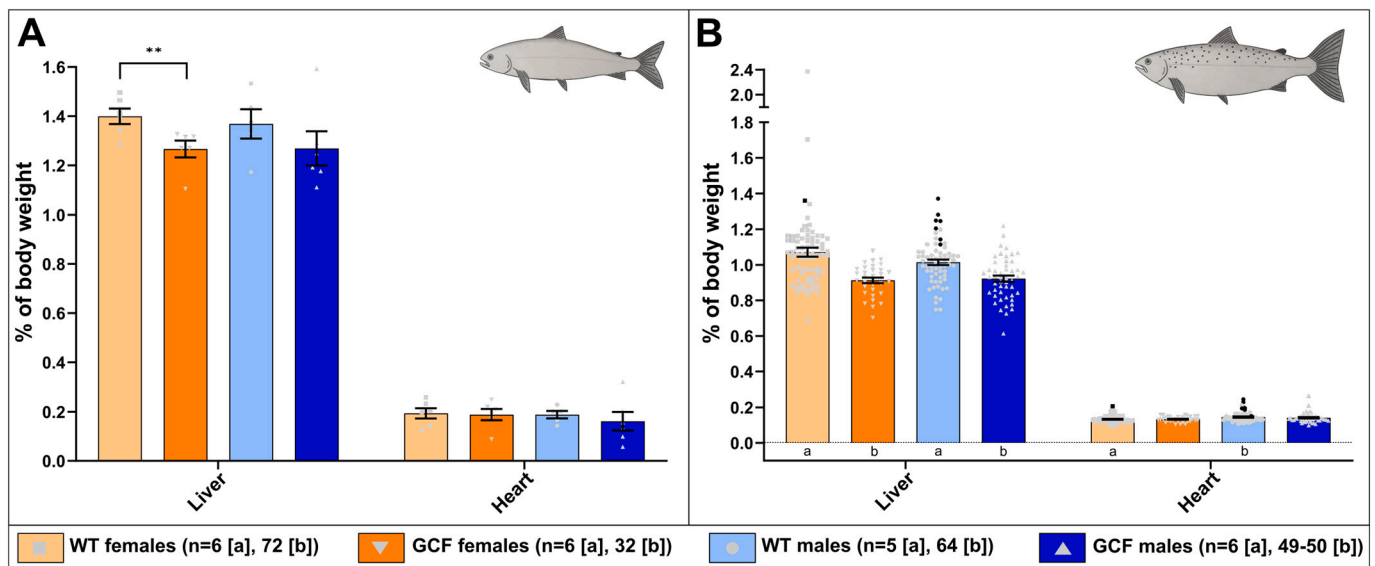 A
**
% of body weight
1.6
1.4
1.2
1.0
0.8
0.6
0.4
0.2
0.0
Liver
Heart
B
% of body weight
2.4
2.0
1.8
1.6
1.4
1.2
1.0
0.8
0.6
0.4
0.2
0.0
a b a b a b
Liver
Heart
WT females (n=6 [a], 72 [b]) GCF females (n=6 [a], 32 [b]) WT males (n=5 [a], 64 [b]) GCF males (n=6 [a], 49-50 [b])